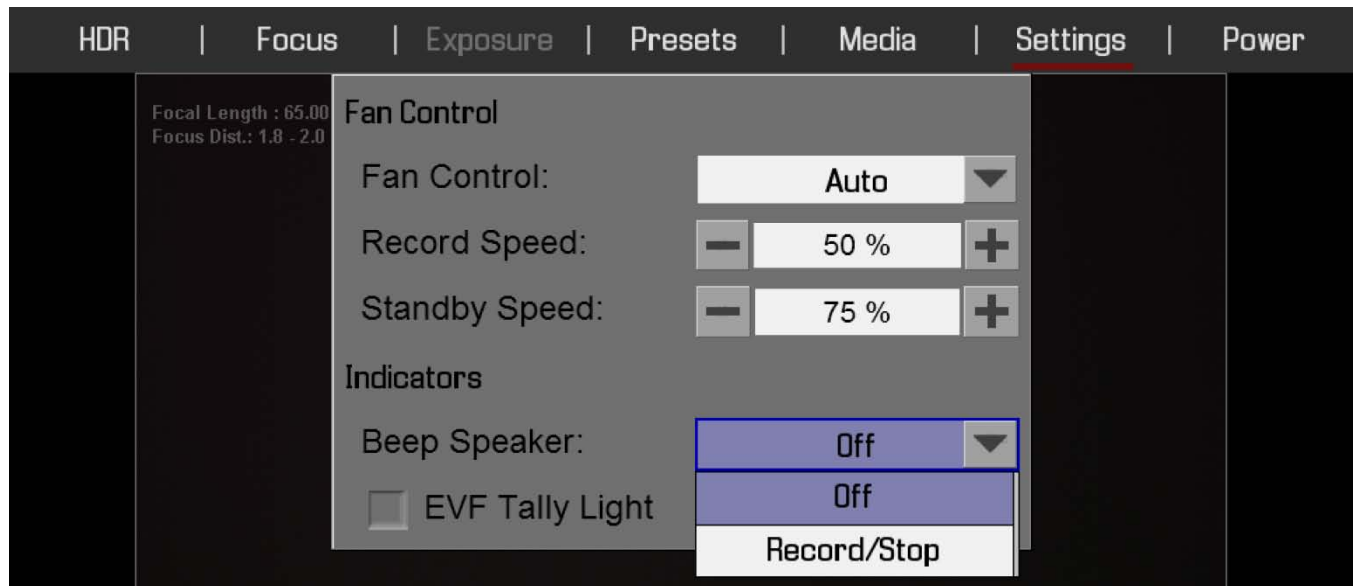 HDR | Focus | Exposure | Presets | Media | Settings | Power
Focal Length : 65.00
Focus Dist.: 1.8 - 2.0
Fan Control
Fan Control: Auto
Record Speed: 50 %
Standby Speed: 75 %
Indicators
Beep Speaker: Off
Off
EVF Tally Light
Record/Stop